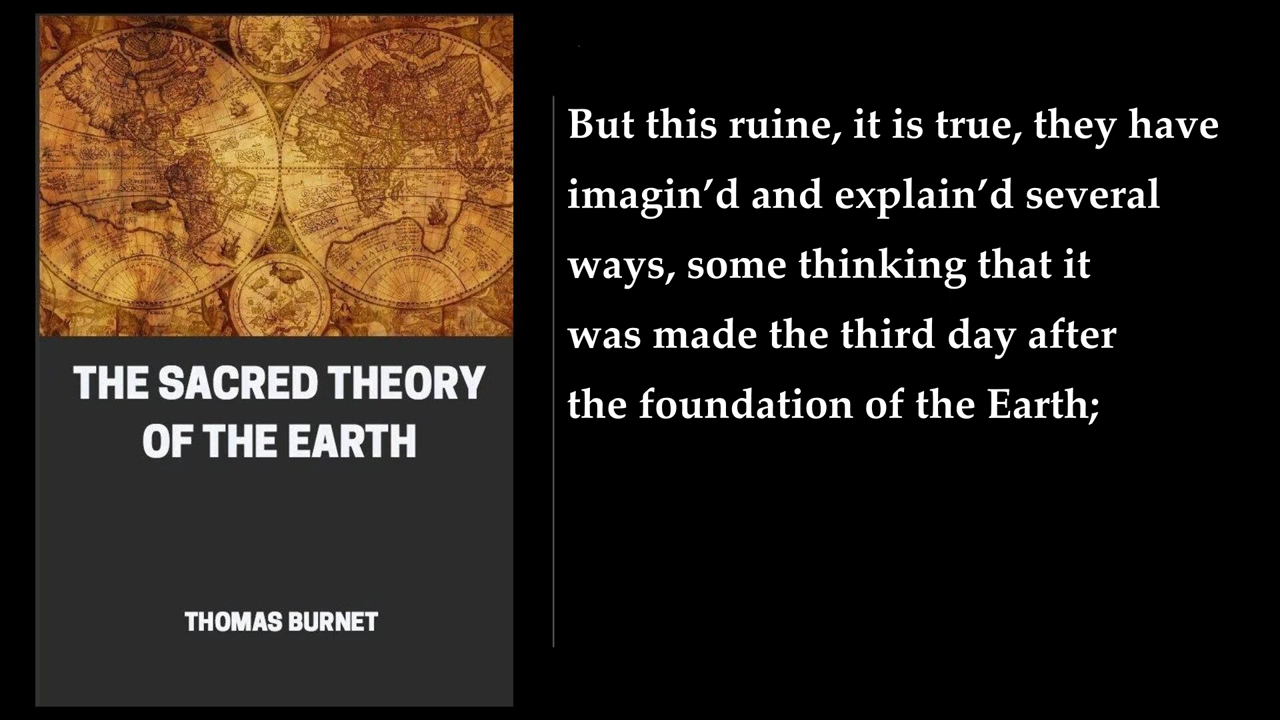 THE SACRED THEORY
OF THE EARTH
THOMAS BURNET
But this ruine, it is true, they have
imagin’d and explain’d several
ways, some thinking that it
was made the third day after
the foundation of the Earth;